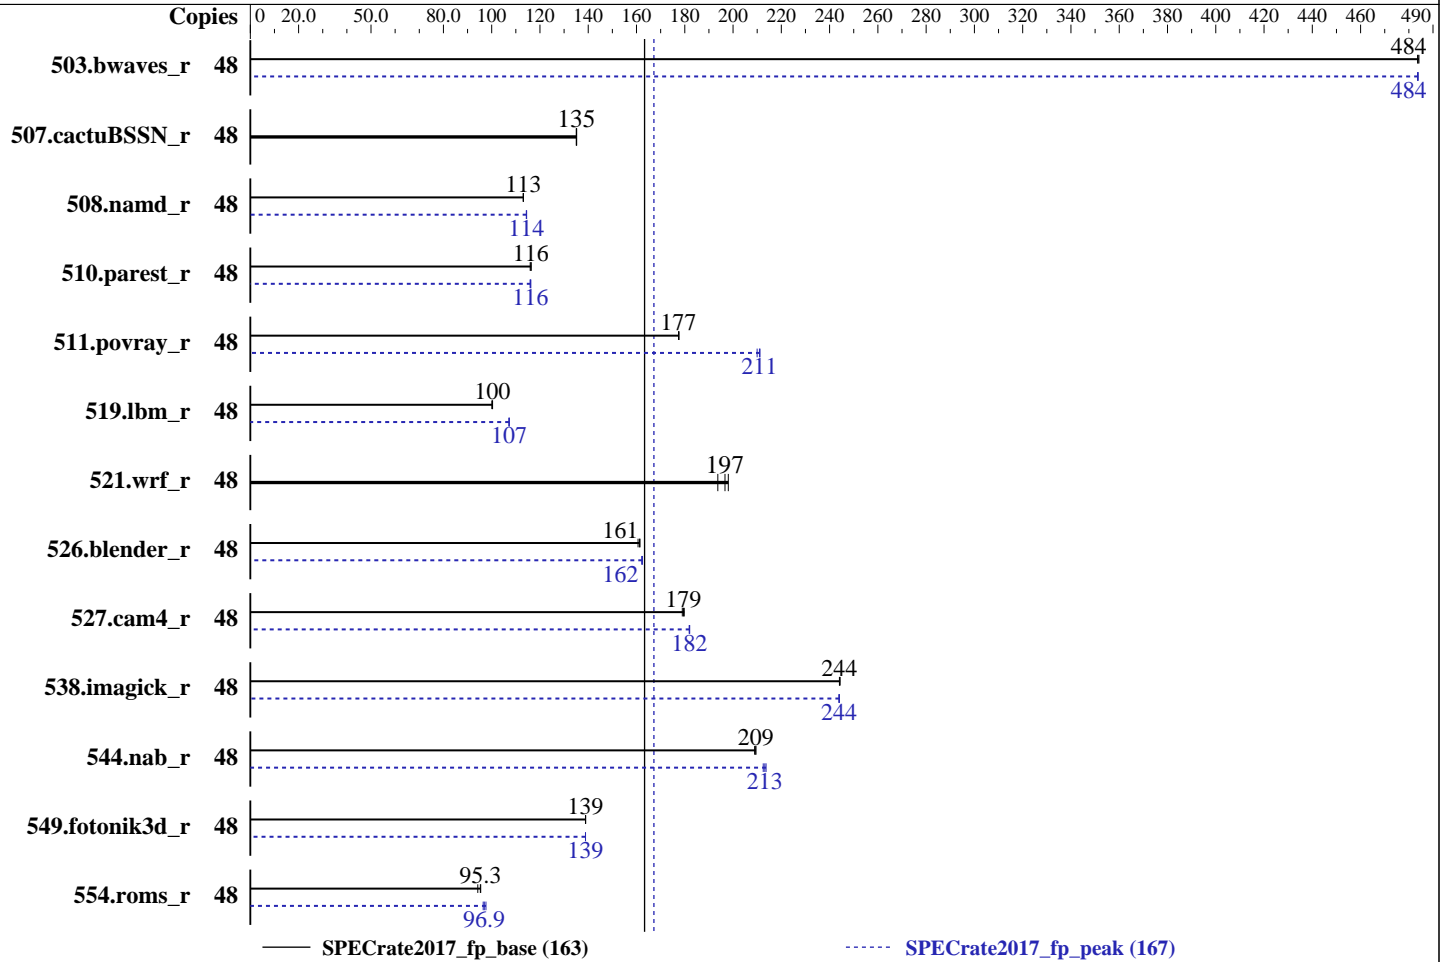 Copies 0 20.0 50.0 80.0 100 120 140 160 180 200 220 240 260 280 300 320 340 360 380 400 420 440 460 490
503.bwaves_r 48 484
484
507.cactuBSSN_r 48 135
508.namd_r 48 113
114
510.parest_r 48 116
116
511.povray_r 48 177
211
519.lbm_r 48 100
107
521.wrf_r 48 197
526.blender_r 48 161
162
527.cam4_r 48 179
182
538.imagick_r 48 244
244
544.nab_r 48 209
213
549.fotonik3d_r 48 139
139
554.roms_r 48 95.3
96.9
SPECrate2017_fp_base (163) SPECrate2017_fp_peak (167)